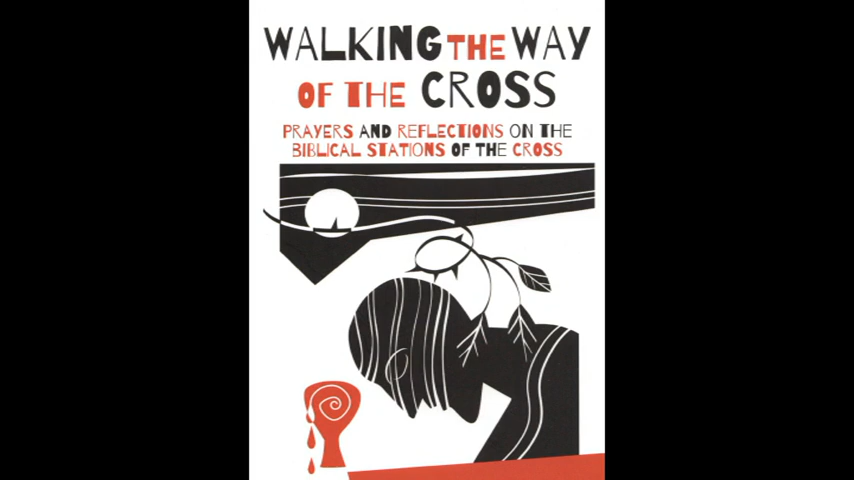 WALKING THE WAY
OF THE CROSS
PRAYERS AND REFLECTIONS ON THE
BIBLICAL STATIONS OF THE CROSS